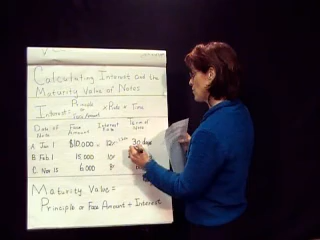 Calculating Interest and the
Maturity Value of Notes
Interest = Principle or Face Amount × Rate × Time
Date of Note Face Amount Interest Rate Term of Note
A. Jan 1 $10,000 12% 30 days
B. Feb 1 15,000 10%
C. Nov 15 6,000
Maturity Value =
Principle or Face Amount + Interest